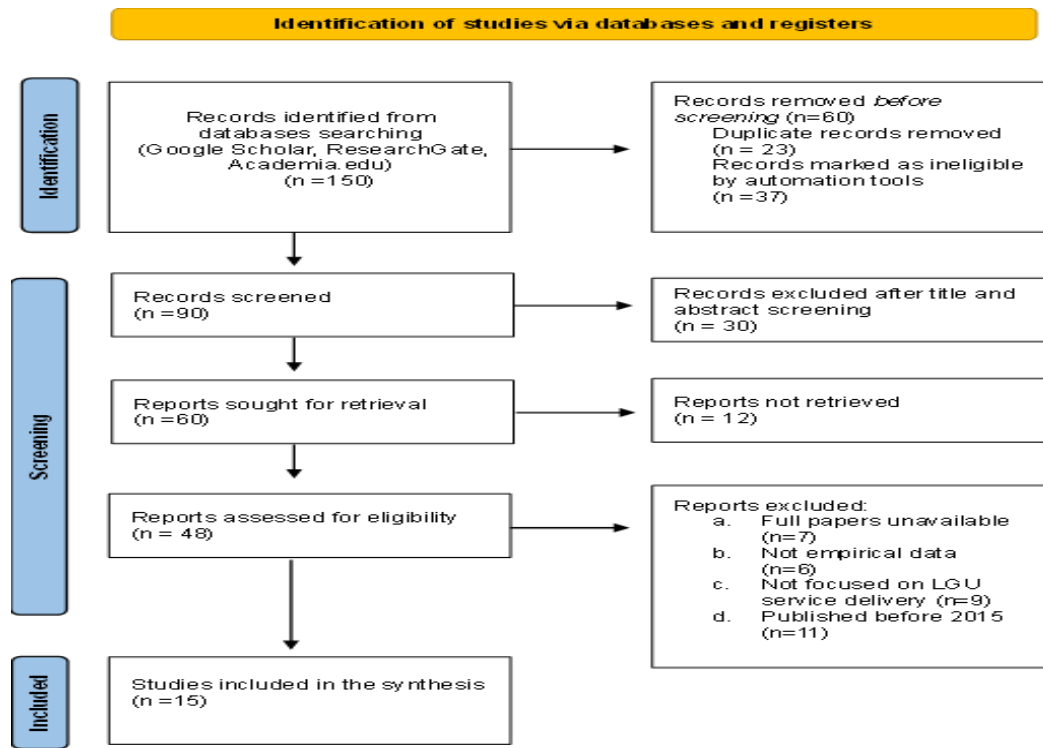 Identification of studies via databases and registers
Identification
Records identified from
databases searching
(Google Scholar, ResearchGate,
Academia.edu)
(n =150)
Records removed before
screening (n=60)
Duplicate records removed
(n = 23)
Records marked as ineligible
by automation tools
(n =37)
Screening
Records screened
(n =90)
Records excluded after title and
abstract screening
(n = 30)
Reports sought for retrieval
(n =60)
Reports not retrieved
(n = 12)
Reports assessed for eligibility
(n = 48)
Reports excluded:
a. Full papers unavailable
(n=7)
b. Not empirical data
(n=6)
c. Not focused on LGU
service delivery (n=9)
d. Published before 2015
(n=11)
Included
Studies included in the synthesis
(n =15)